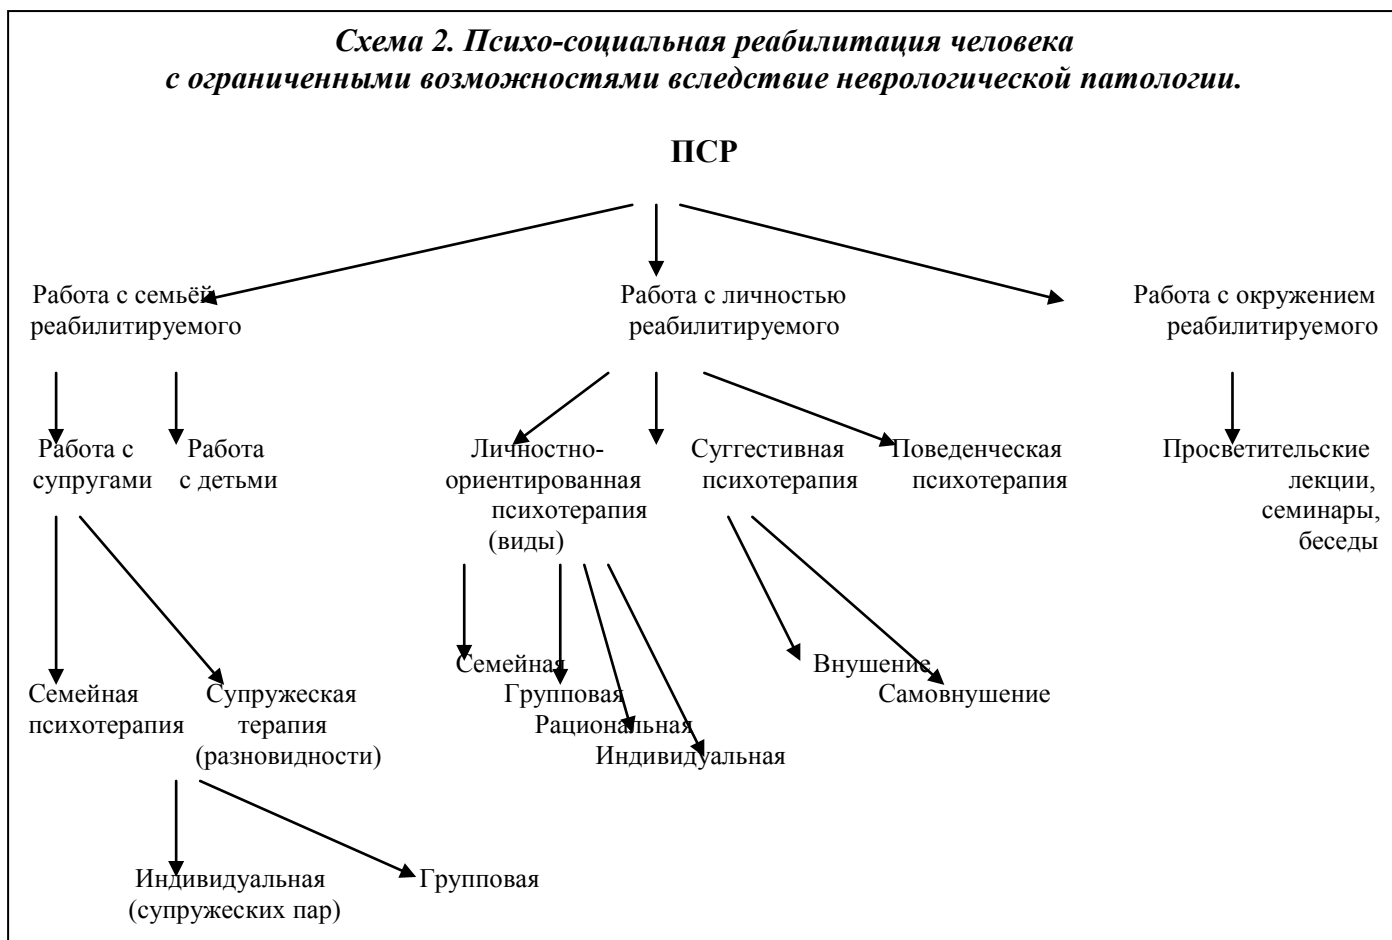 Схема 2. Психо-социальная реабилитация человека
с ограниченными возможностями вследствие неврологической патологии.
ПСР
Работа с семьёй
реабилитируемого
Работа с личностью
реабилитируемого
Работа с окружением
реабилитируемого
Работа с
супругами
Работа
с детьми
Личностно-
ориентированная
психотерапия
(виды)
Суггестивная
психотерапия
Поведенческая
психотерапия
Просветительские
лекции,
семинары,
беседы
Семейная
Групповая
Рациональная
Индивидуальная
Внушение
Самовнушение
Семейная
психотерапия
Супружеская
терапия
(разновидности)
Индивидуальная
(супружеских пар)
Групповая